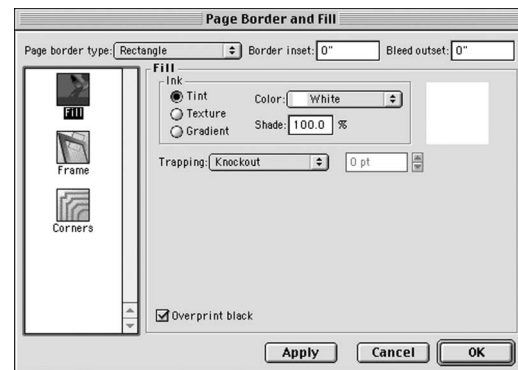 Page Border and Fill
Page border type: Rectangle Border inset: 0" Bleed outset: 0"
Fill
Fill
Ink
Tint
Texture
Gradient
Color: White
Shade: 100.0 %
Frame
Trapping: Knockout 0 pt
Corners
Overprint black
Apply Cancel OK